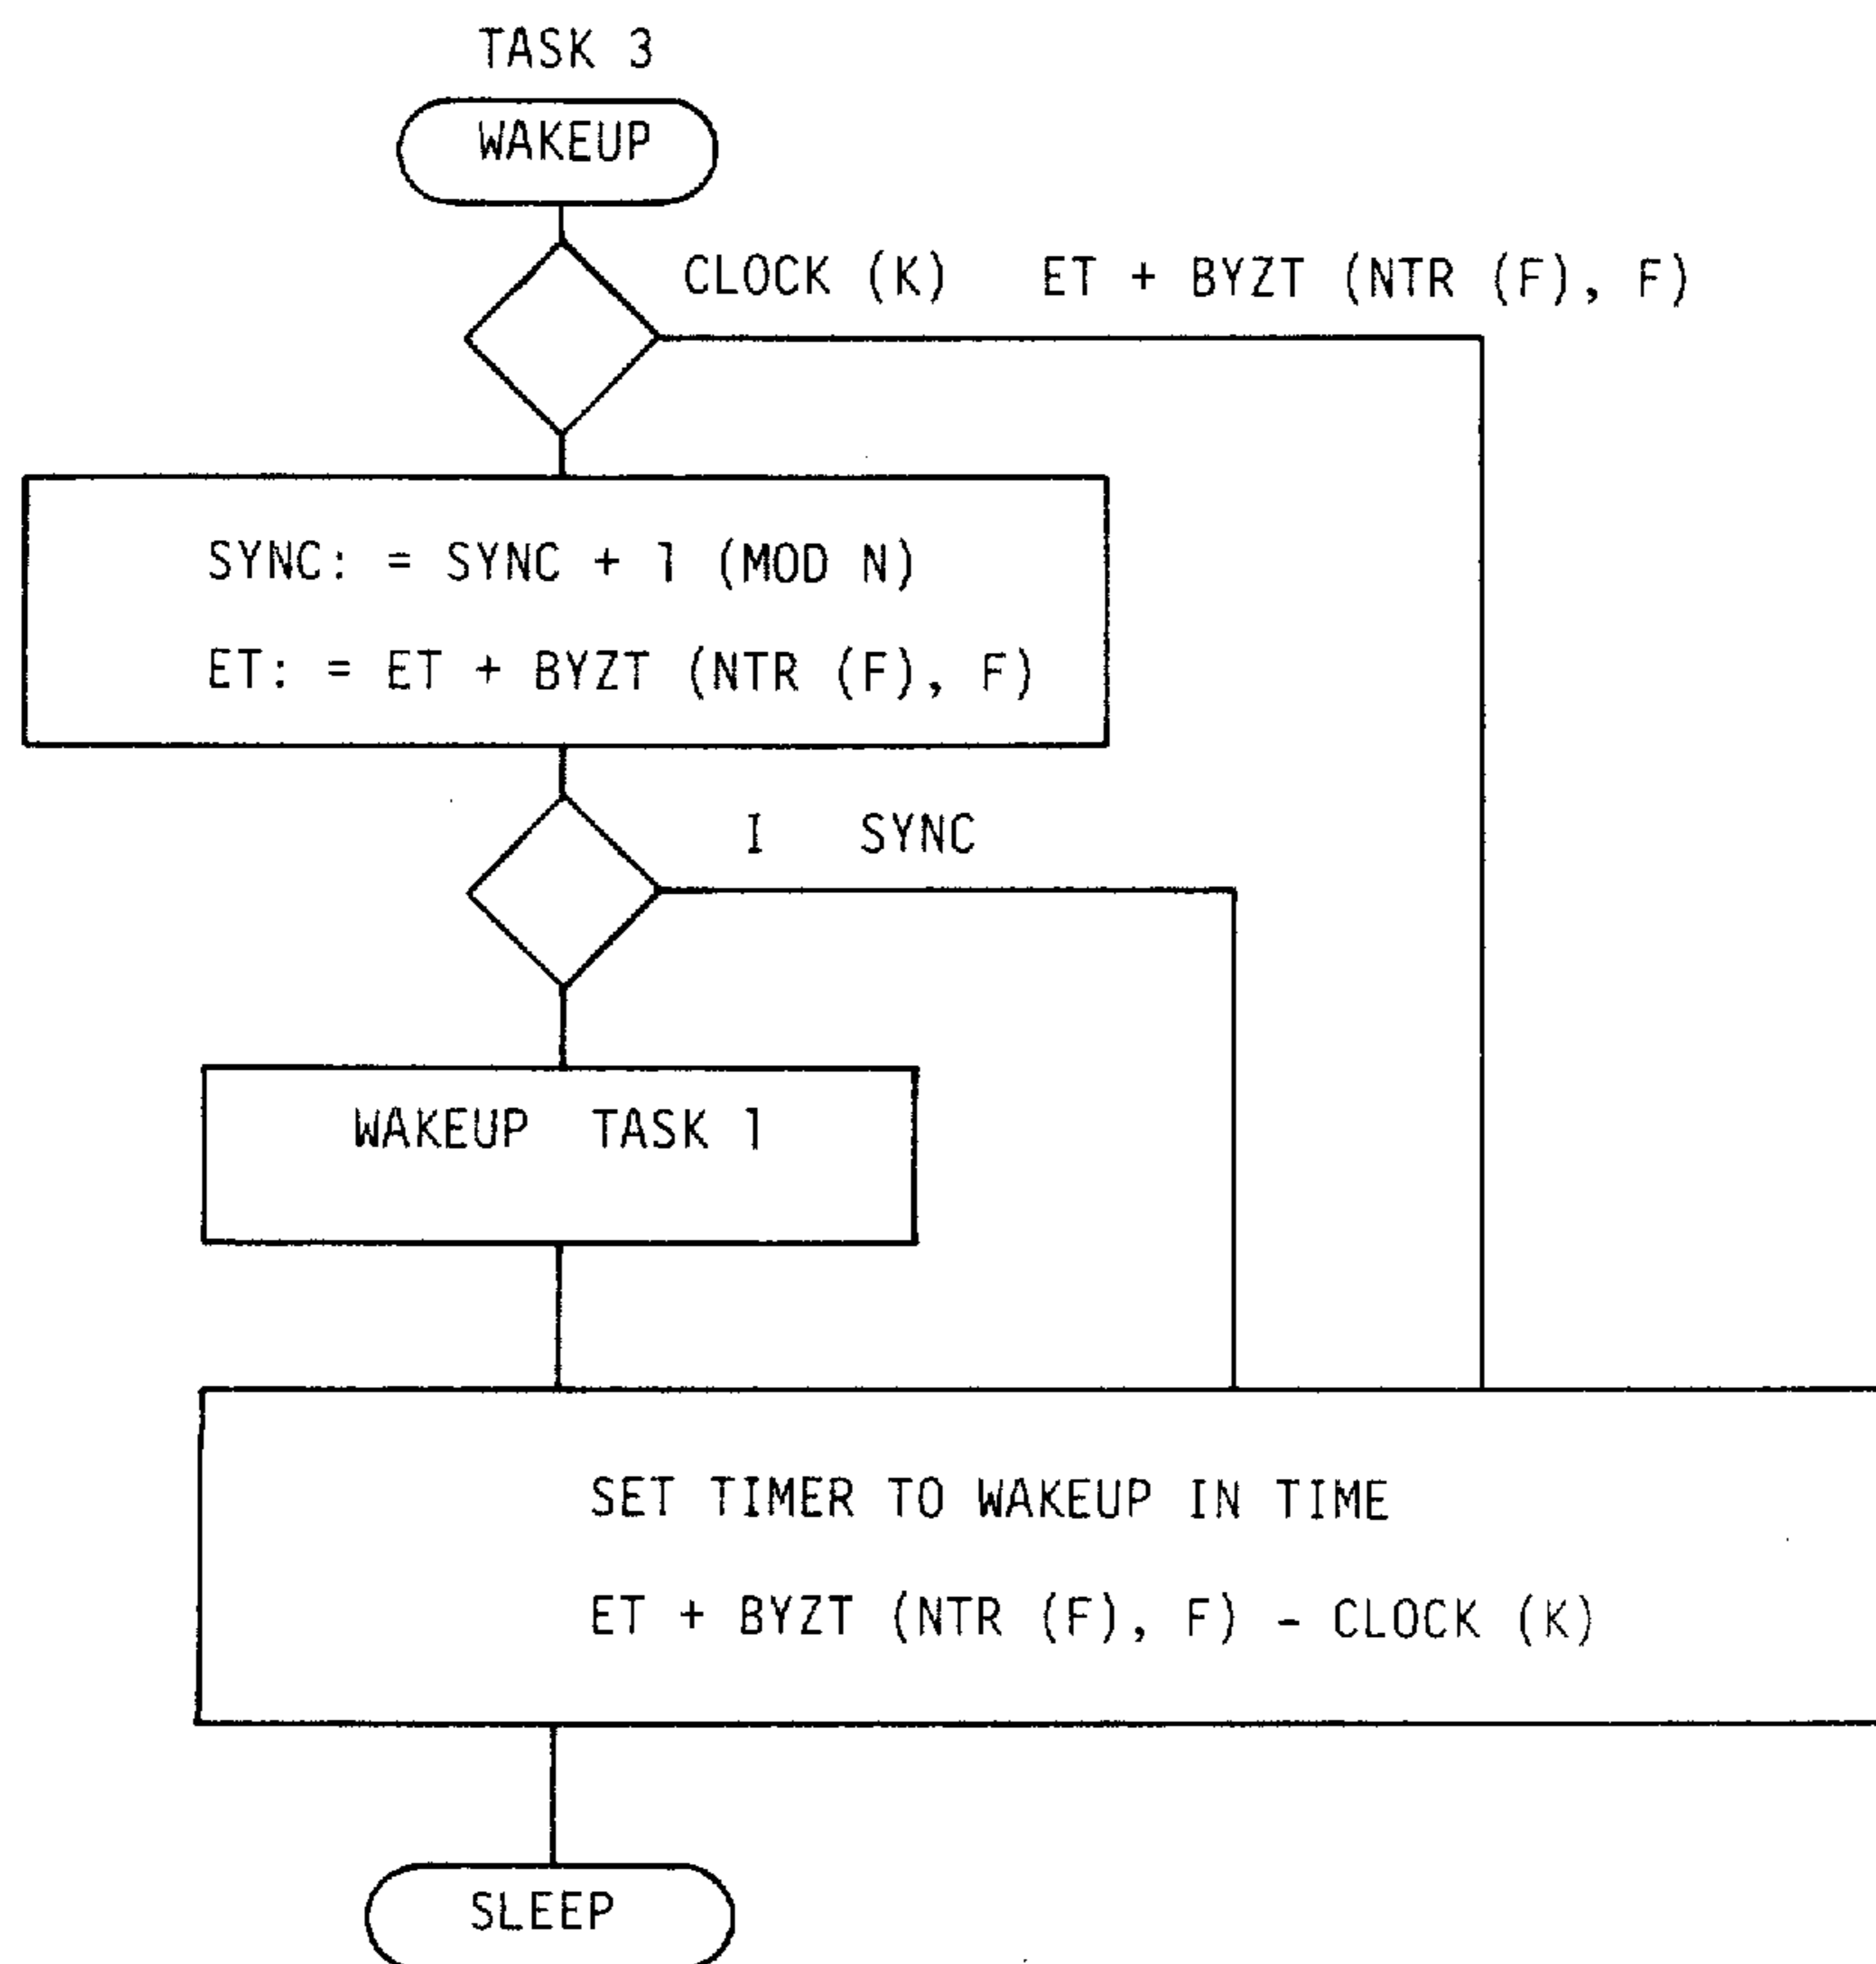 TASK 3
WAKEUP
CLOCK (K) ET + BYZT (NTR (F), F)
SYNC: = SYNC + 1 (MOD N)
ET: = ET + BYZT (NTR (F), F)
I SYNC
WAKEUP TASK 1
SET TIMER TO WAKEUP IN TIME
ET + BYZT (NTR (F), F) - CLOCK (K)
SLEEP